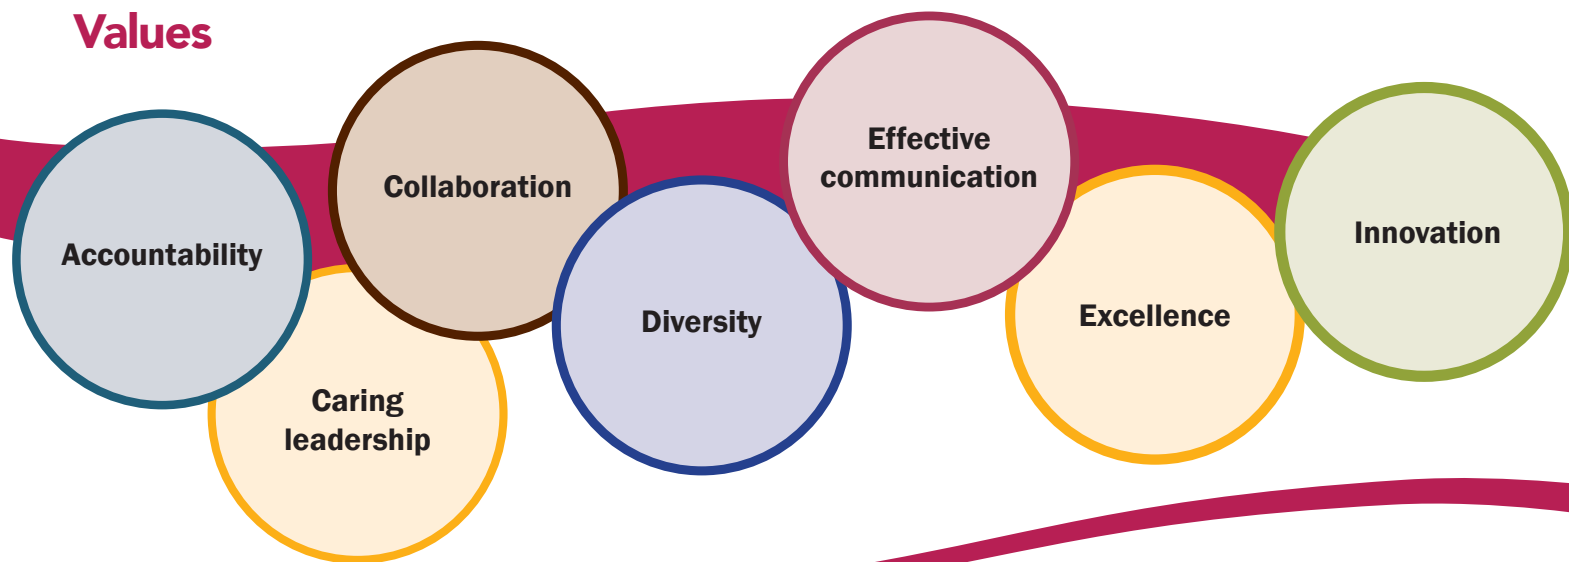 Values
Accountability
Caring
leadership
Collaboration
Diversity
Effective
communication
Excellence
Innovation